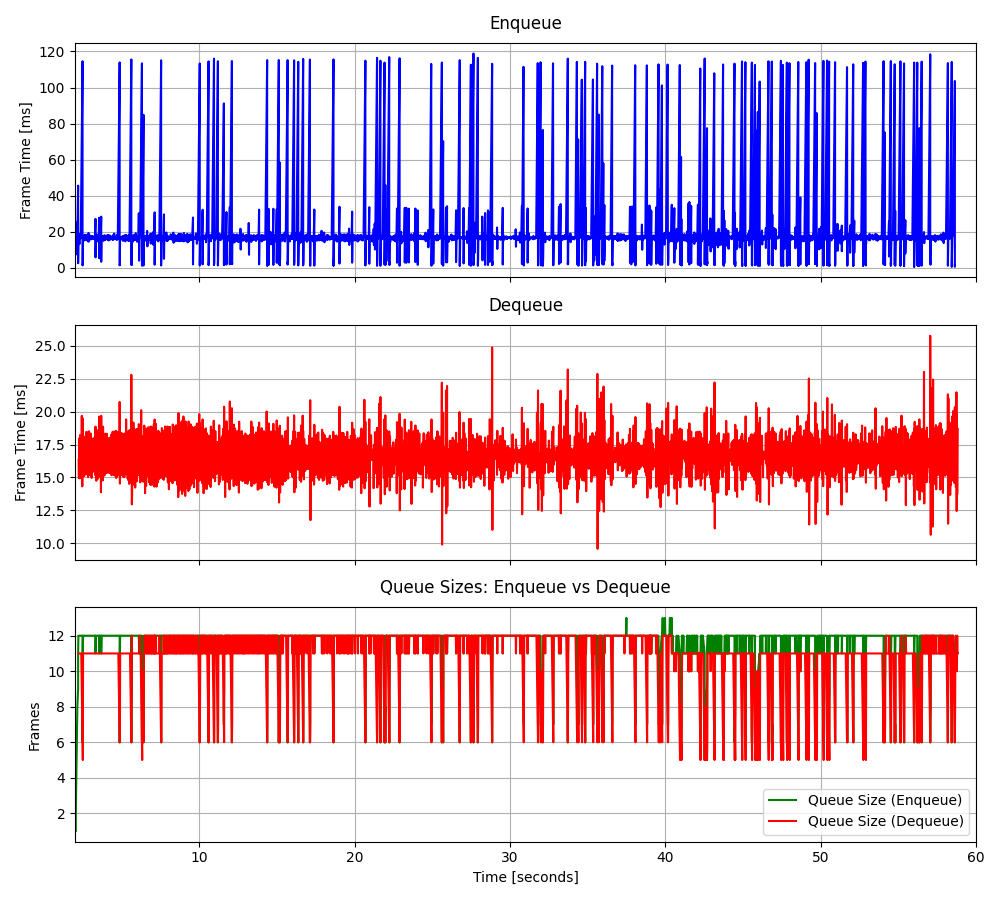 Enqueue
Frame Time [ms]
120
100
80
60
40
20
0
Dequeue
Frame Time [ms]
25.0
22.5
20.0
17.5
15.0
12.5
10.0
Queue Sizes: Enqueue vs Dequeue
Frames
12
10
8
6
4
2
Queue Size (Enqueue)
Queue Size (Dequeue)
10
20
30
40
50
60
Time [seconds]